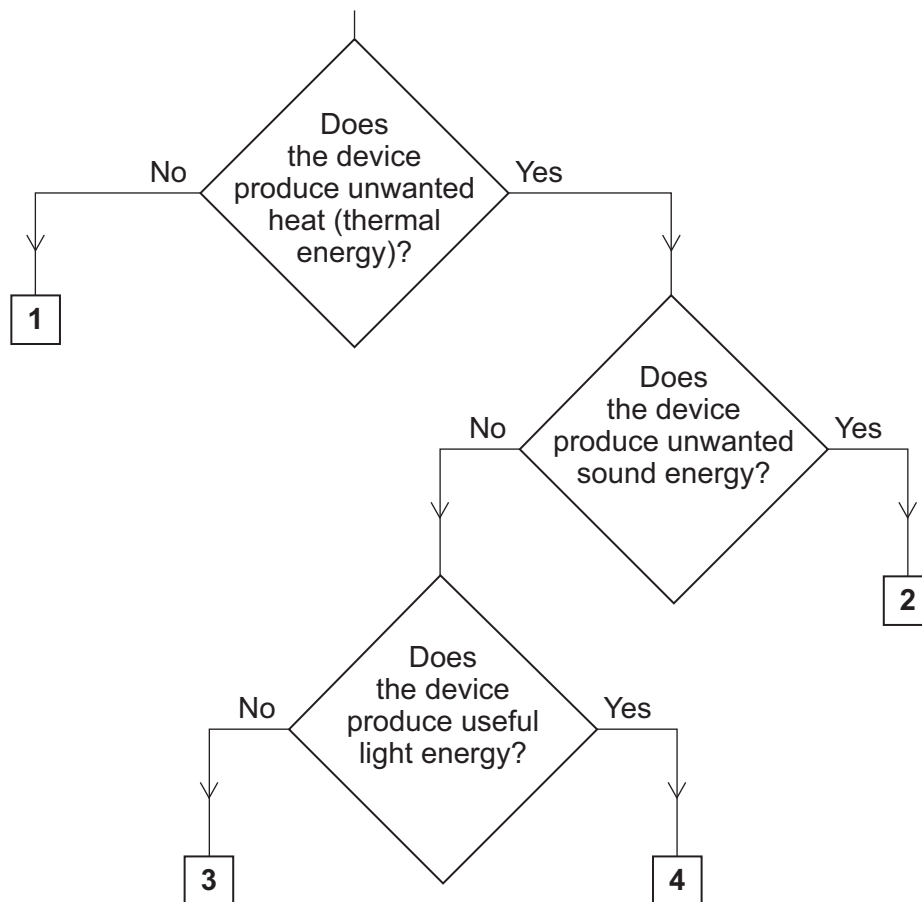 Does
the device
produce unwanted
heat (thermal
energy)?
No
Yes
1
Does
the device
produce unwanted
sound energy?
No
Yes
2
Does
the device
produce useful
light energy?
No
Yes
3
4